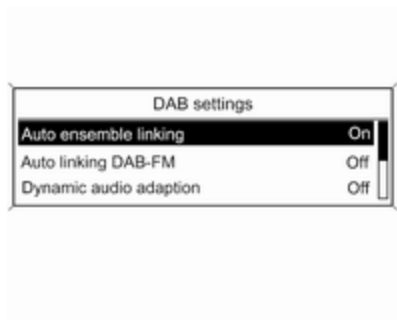 DAB settings
Auto ensemble linking On
Auto linking DAB-FM Off
Dynamic audio adaption Off